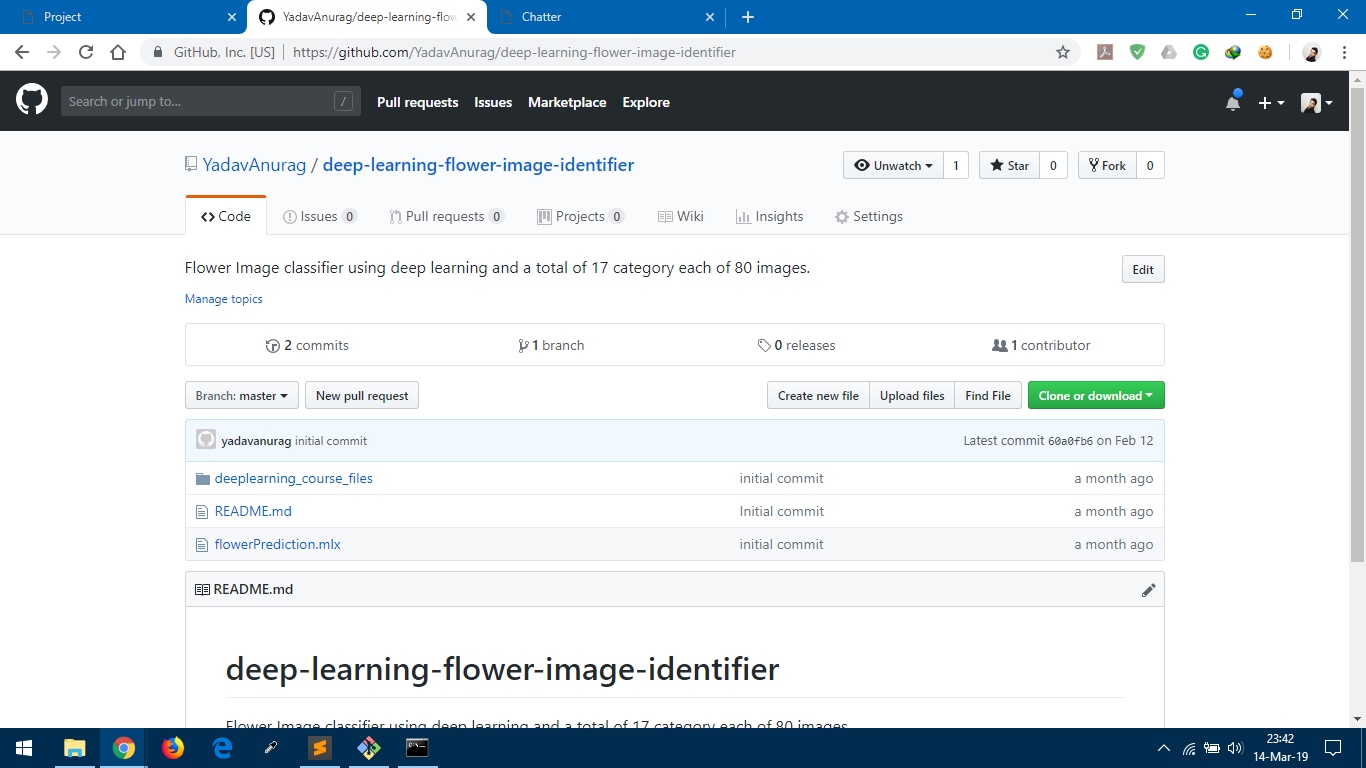 Project
YadavAnurag/deep-learning-flow
Chatter
GitHub, Inc. [US] | https://github.com/YadavAnurag/deep-learning-flower-image-identifier
Search or jump to... /
Pull requests Issues Marketplace Explore
YadavAnurag / deep-learning-flower-image-identifier
Unwatch 1 Star 0 Fork 0
Code Issues 0 Pull requests 0 Projects 0 Wiki Insights Settings
Flower Image classifier using deep learning and a total of 17 category each of 80 images.
Edit
Manage topics
2 commits 1 branch 0 releases 1 contributor
Branch: master New pull request Create new file Upload files Find File Clone or download
yadavanurag initial commit Latest commit 60a0fb6 on Feb 12
deeplearning_course_files initial commit a month ago
README.md Initial commit a month ago
flowerPrediction.mlx initial commit a month ago
README.md
deep-learning-flower-image-identifier
Flower Image classifier using deep learning and a total of 17 category each of 80 images
23:42
14-Mar-19